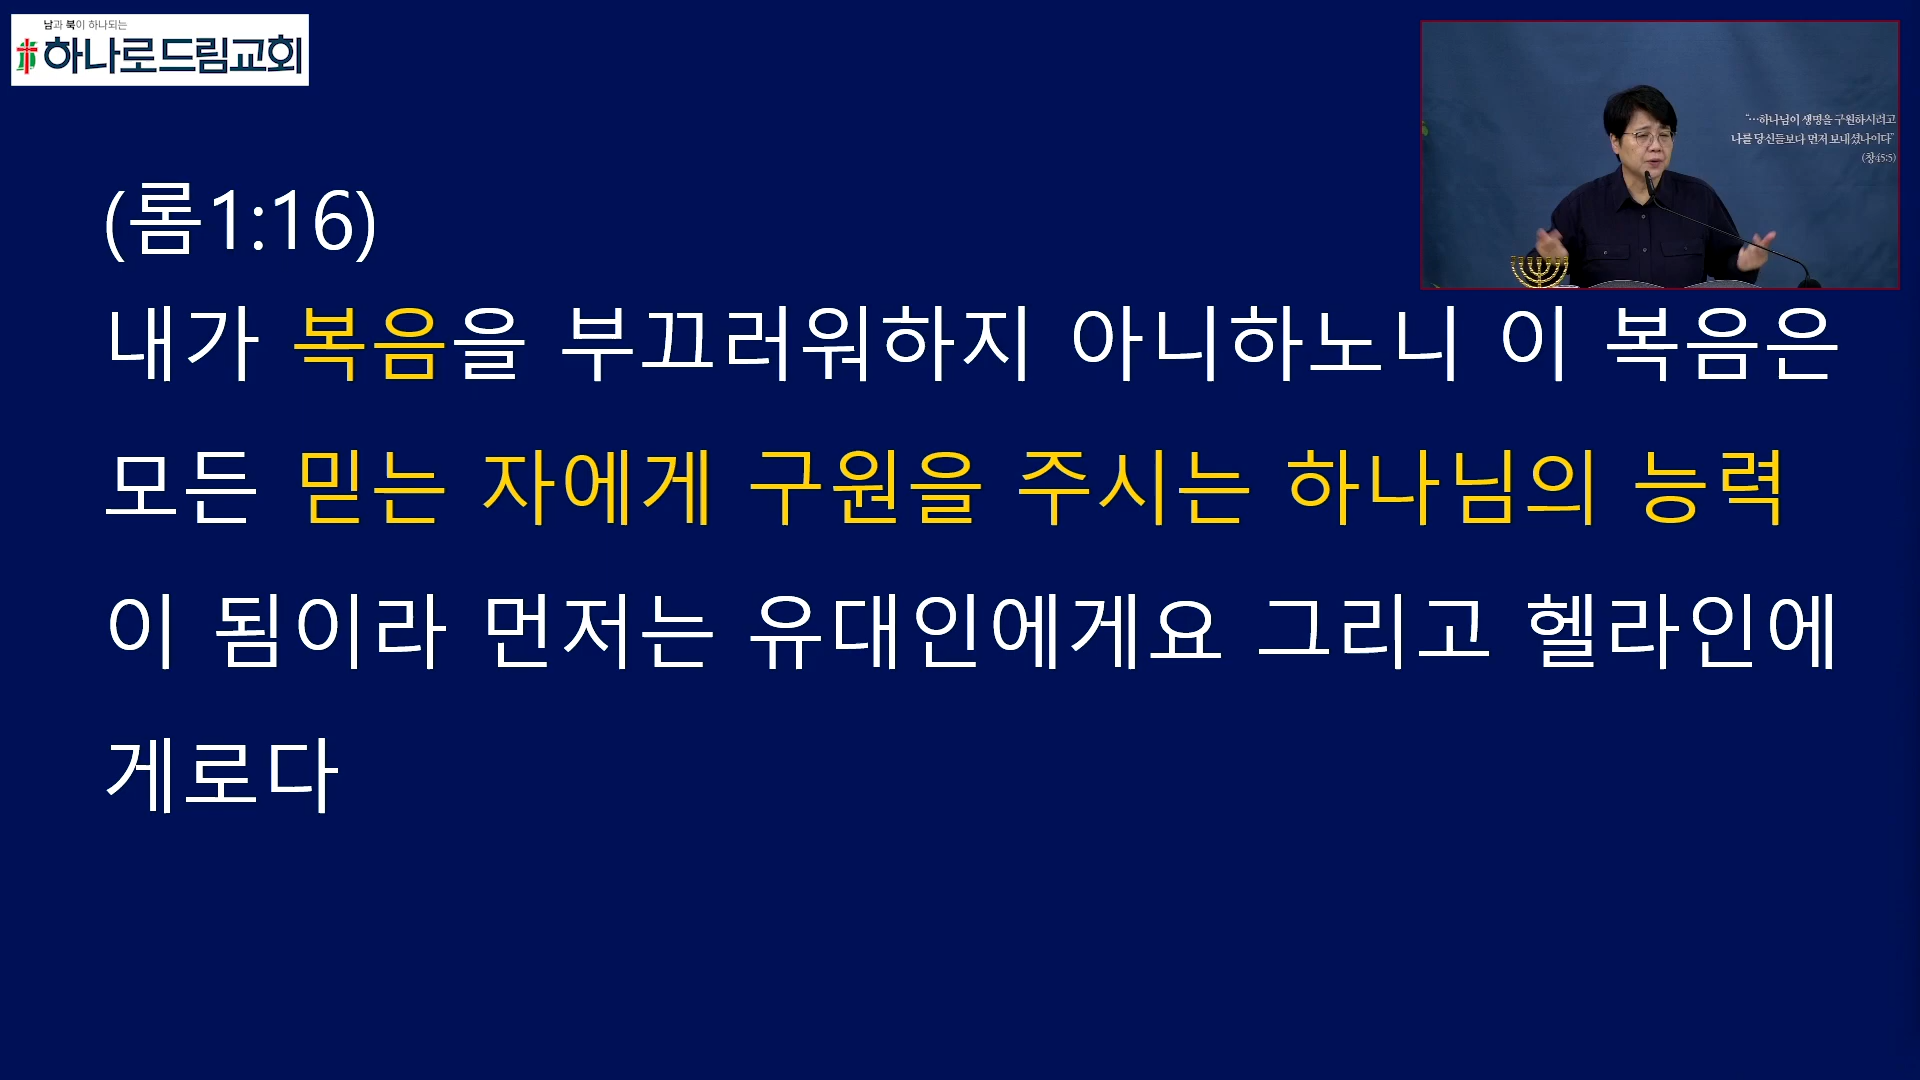 남과 북이 하나되는
하나로드림교회
"…하나님이 생명을 구원하시려고
나를 당신들보다 먼저 보내셨나이다"
(창45:5)
(롬1:16)
내가 복음을 부끄러워하지 아니하노니 이 복음은
모든 믿는 자에게 구원을 주시는 하나님의 능력
이 됨이라 먼저는 유대인에게요 그리고 헬라인에
게로다